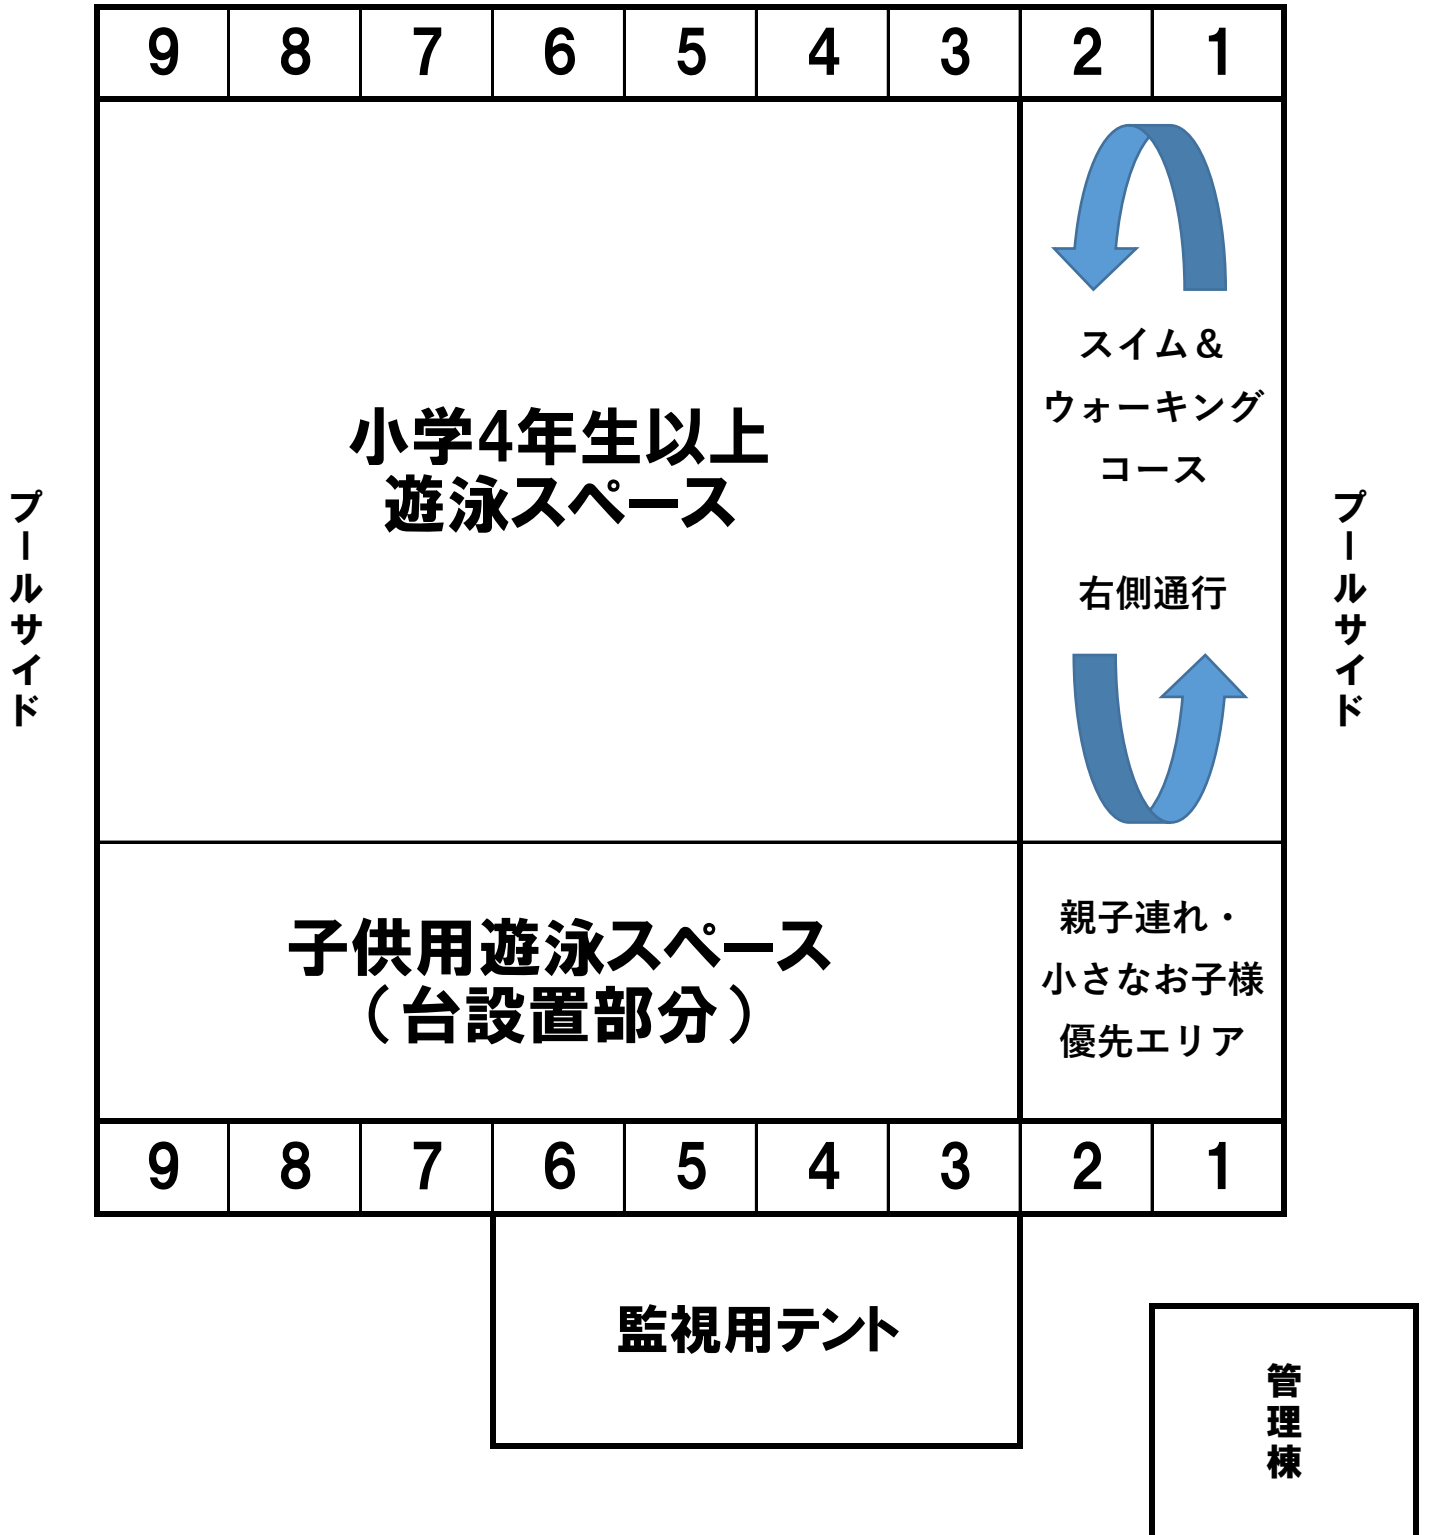 9 8 7 6 5 4 3 2 1
小学4年生以上
遊泳スペース
スイム＆
ウォーキング
コース
右側通行
プールサイド
プールサイド
子供用遊泳スペース
（台設置部分）
親子連れ・
小さなお子様
優先エリア
9 8 7 6 5 4 3 2 1
監視用テント
管理棟